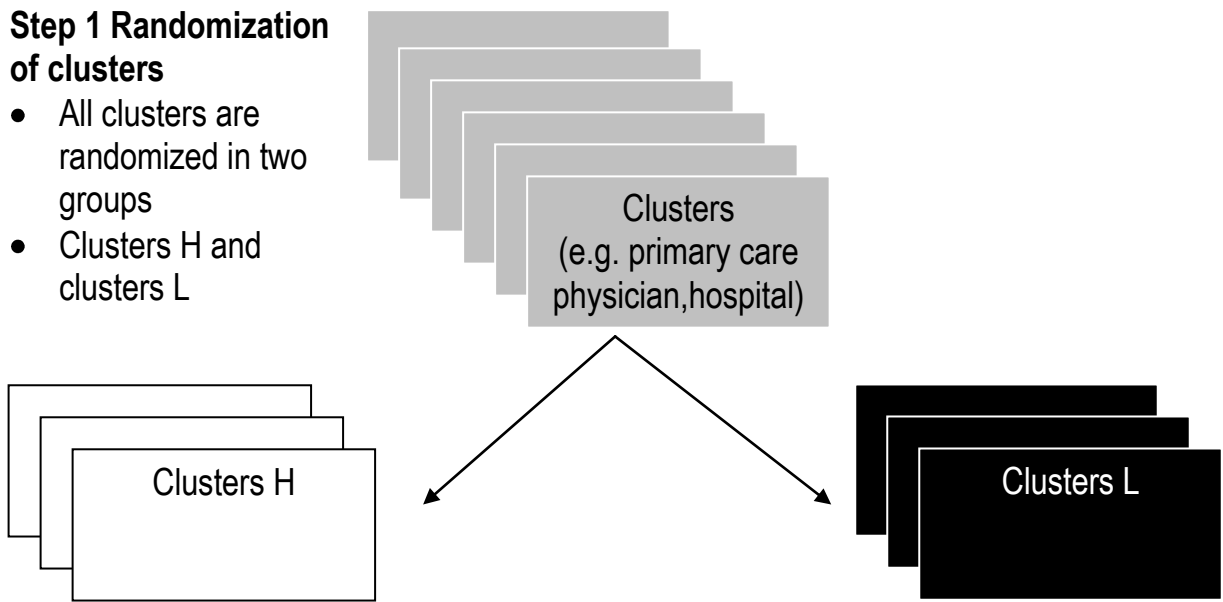 Step 1 Randomization
of clusters
• All clusters are
randomized in two
groups
• Clusters H and
clusters L
Clusters
(e.g. primary care
physician,hospital)
Clusters H
Clusters L